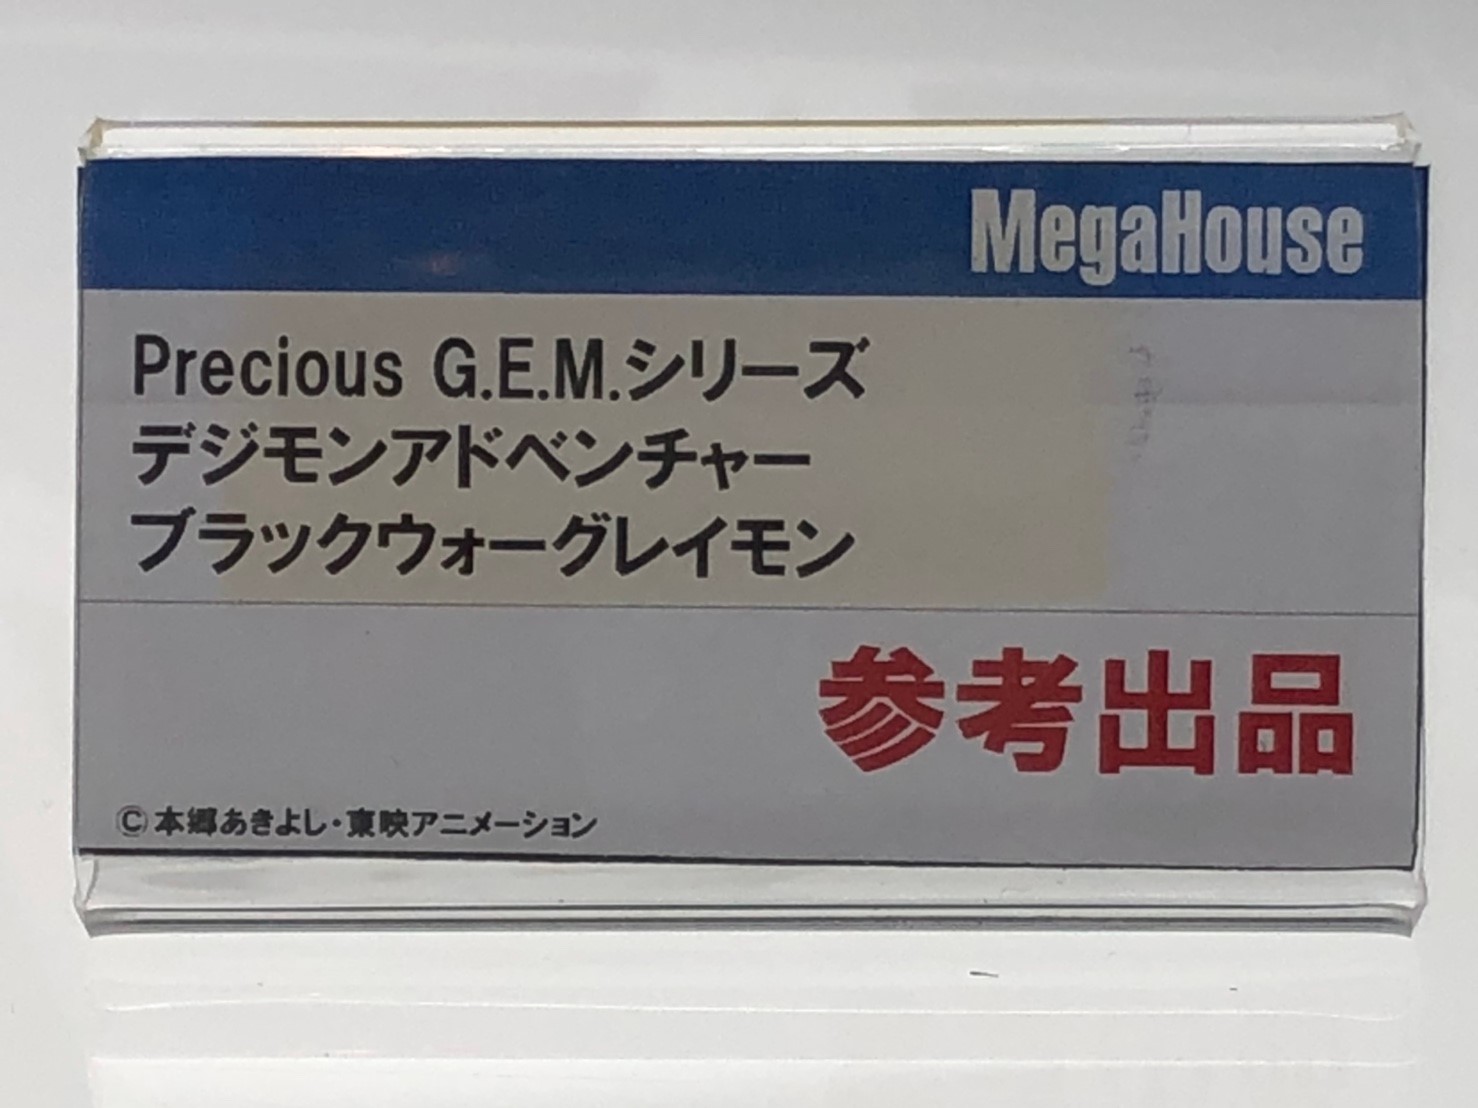 MegaHouse
Precious G.E.M.シリーズ
デジモンアドベンチャー
ブラックウォーグレイモン
参考出品
©本郷あきよし・東映アニメーション